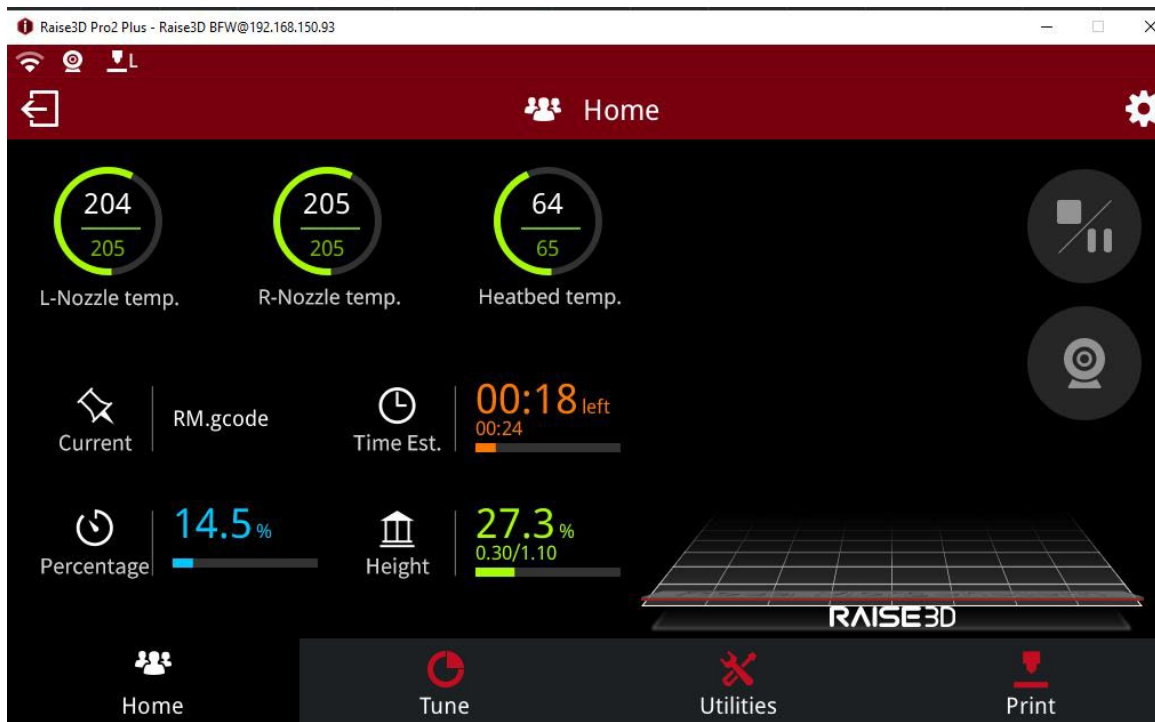 Raise3D Pro2 Plus - Raise3D BFW@192.168.150.93
L
Home
204
205
L-Nozzle temp.
205
205
R-Nozzle temp.
64
65
Heatbed temp.
Current
RM.gcode
Time Est.
00:18 left
00:24
Percentage
14.5 %
Height
27.3 %
0.30/1.10
RAISE3D
Home
Tune
Utilities
Print